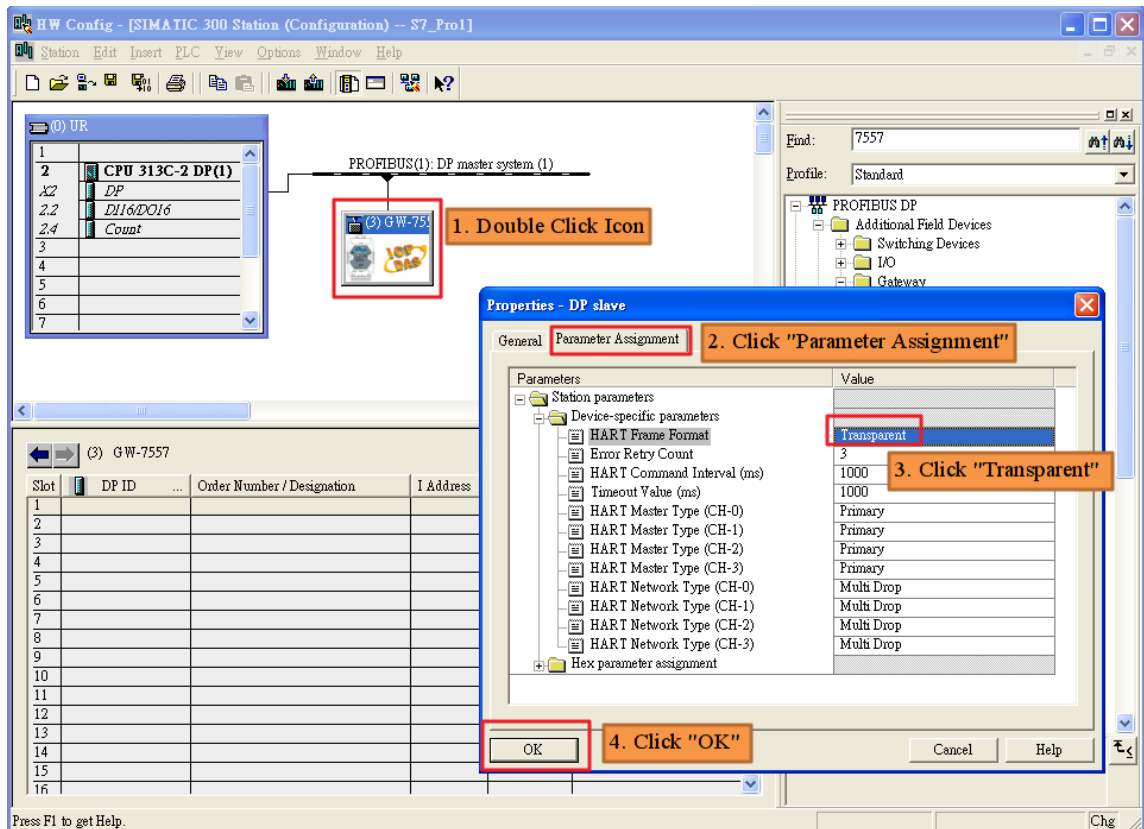 HW Config - [SIMATIC 300 Station (Configuration) -- S7_Pro1]
Station Edit Insert PLC View Options Window Help
(0) UR
1
2 CPU 313C-2 DP(1)
X2 DP
2.2 DI16/DO16
2.4 Count
3
4
5
6
7
PROFIBUS(1): DP master system (1)
(3) GW-755
ICP
DAS
1. Double Click Icon
Find: 7557
Profile: Standard
PROFIBUS DP
Additional Field Devices
Switching Devices
I/O
Gateway
Properties - DP slave
General Parameter Assignment
2. Click "Parameter Assignment"
Parameters Value
Station parameters
Device-specific parameters
HART Frame Format Transparent
Error Retry Count 3
HART Command Interval (ms) 1000
Timeout Value (ms) 1000
HART Master Type (CH-0) Primary
HART Master Type (CH-1) Primary
HART Master Type (CH-2) Primary
HART Master Type (CH-3) Primary
HART Network Type (CH-0) Multi Drop
HART Network Type (CH-1) Multi Drop
HART Network Type (CH-2) Multi Drop
HART Network Type (CH-3) Multi Drop
Hex parameter assignment
3. Click "Transparent"
OK
4. Click "OK"
Cancel Help
(3) GW-7557
Slot DP ID ... Order Number / Designation I Address
1
2
3
4
5
6
7
8
9
10
11
12
13
14
15
16
Press F1 to get Help.
Chg